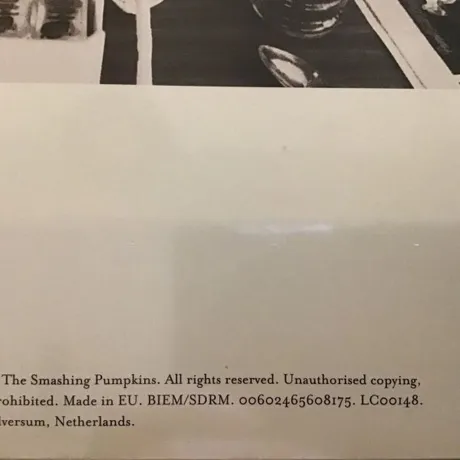 The Smashing Pumpkins. All rights reserved. Unauthorised copying,
rohibited. Made in EU. BIEM/SDRM. 00602465608175. LC00148.
lversum, Netherlands.